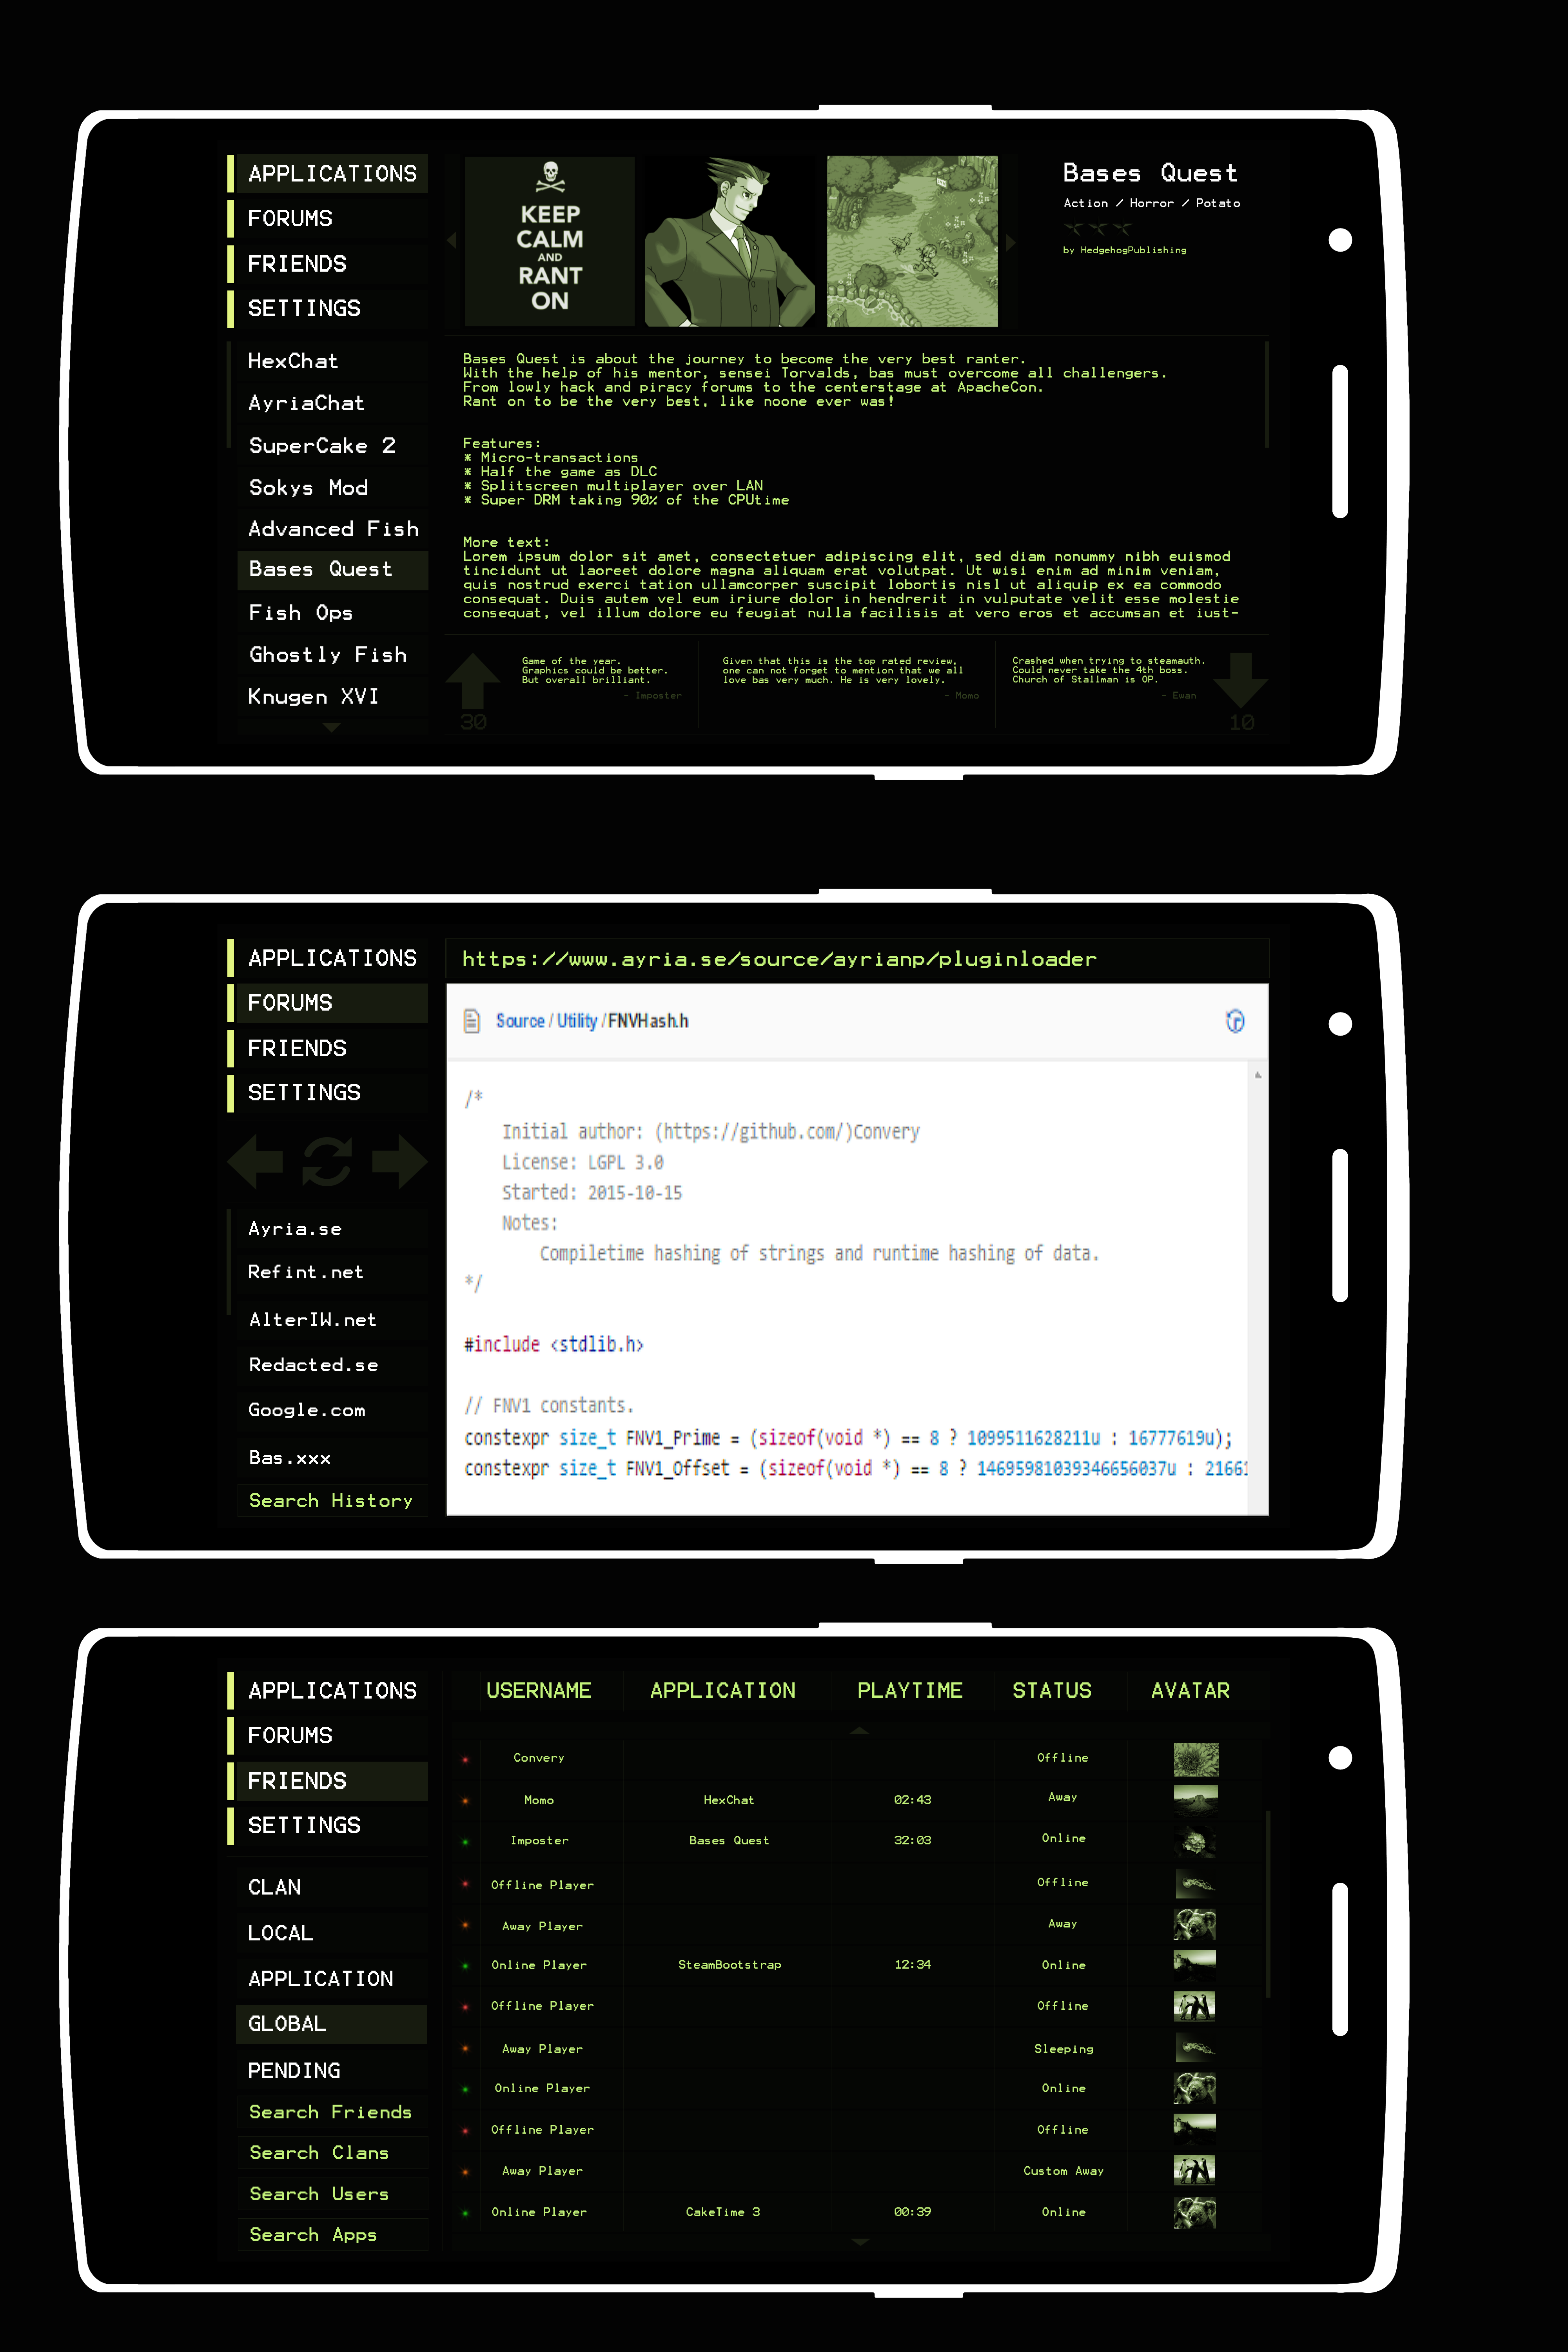 APPLICATIONS
FORUMS
FRIENDS
SETTINGS
HexChat
AyriaChat
SuperCake 2
Sokys Mod
Advanced Fish
Bases Quest
Fish Ops
Ghostly Fish
Knugen XVI
KEEP
CALM
AND
RANT
ON
Bases Quest
Action / Horror / Potato
by HedgehogPublishing
Bases Quest is about the journey to become the very best ranter.
With the help of his mentor, sensei Torvalds, bas must overcome all challengers.
From lowly hack and piracy forums to the centerstage at ApacheCon.
Rant on to be the very best, like noone ever was!
Features:
* Micro-transactions
* Half the game as DLC
* Splitscreen multiplayer over LAN
* Super DRM taking 90% of the CPUtime
More text:
Lorem ipsum dolor sit amet, consectetuer adipiscing elit, sed diam nonummy nibh euismod
tincidunt ut laoreet dolore magna aliquam erat volutpat. Ut wisi enim ad minim veniam,
quis nostrud exerci tation ullamcorper suscipit lobortis nisl ut aliquip ex ea commodo
consequat. Duis autem vel eum iriure dolor in hendrerit in vulputate velit esse molestie
consequat, vel illum dolore eu feugiat nulla facilisis at vero eros et accumsan et iust-
30
Game of the year.
Graphics could be better.
But overall brilliant.
- Imposter
Given that this is the top rated review,
one can not forget to mention that we all
love bas very much. He is very lovely.
- Momo
Crashed when trying to steamauth.
Could never take the 4th boss.
Church of Stallman is OP.
- Ewan
10
APPLICATIONS
FORUMS
FRIENDS
SETTINGS
Ayria.se
Refint.net
AlterIW.net
Redacted.se
Google.com
Bas.xxx
Search History
https://www.ayria.se/source/ayrianp/pluginloader
Source / Utility / FNVHash.h
/*
Initial author: (https://github.com/)Convery
License: LGPL 3.0
Started: 2015-10-15
Notes:
Compiletime hashing of strings and runtime hashing of data.
*/
#include <stdlib.h>
// FNV1 constants.
constexpr size_t FNV1_Prime = (sizeof(void *) == 8 ? 1099511628211u : 16777619u);
constexpr size_t FNV1_Offset = (sizeof(void *) == 8 ? 14695981039346656037u : 21661
APPLICATIONS
FORUMS
FRIENDS
SETTINGS
CLAN
LOCAL
APPLICATION
GLOBAL
PENDING
Search Friends
Search Clans
Search Users
Search Apps
USERNAME APPLICATION PLAYTIME STATUS AVATAR
Convery Offline
Momo HexChat 02:43 Away
Imposter Bases Quest 32:03 Online
Offline Player Offline
Away Player Away
Online Player SteamBootstrap 12:34 Online
Offline Player Offline
Away Player Sleeping
Online Player Online
Offline Player Offline
Away Player Custom Away
Online Player CakeTime 3 00:39 Online